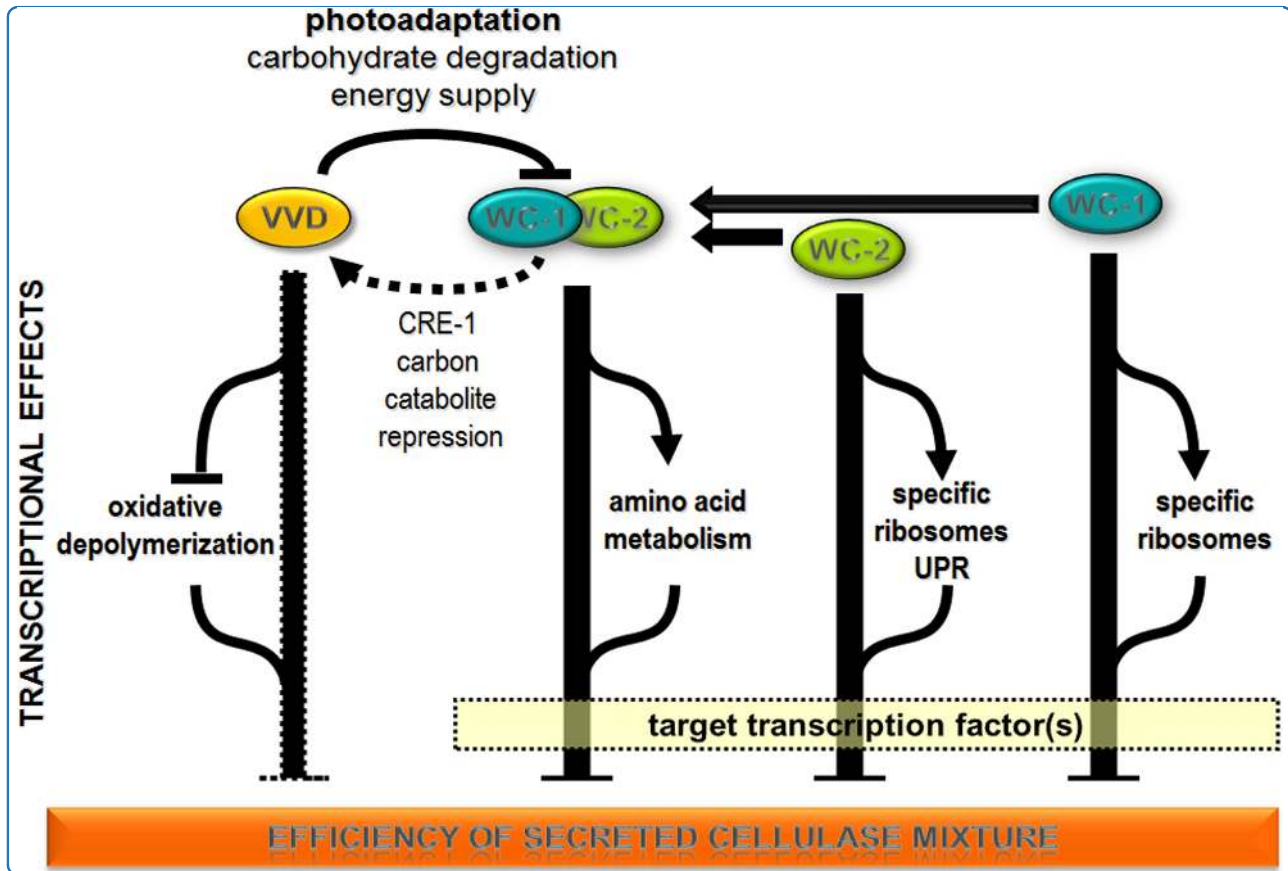 photoadaptation
carbohydrate degradation
energy supply
VVD
WC-1
WC-2
WC-2
WC-1
CRE-1
carbon
catabolite
repression
TRANSCRIPTIONAL EFFECTS
oxidative
depolymerization
amino acid
metabolism
specific
ribosomes
UPR
specific
ribosomes
target transcription factor(s)
EFFICIENCY OF SECRETED CELLULASE MIXTURE